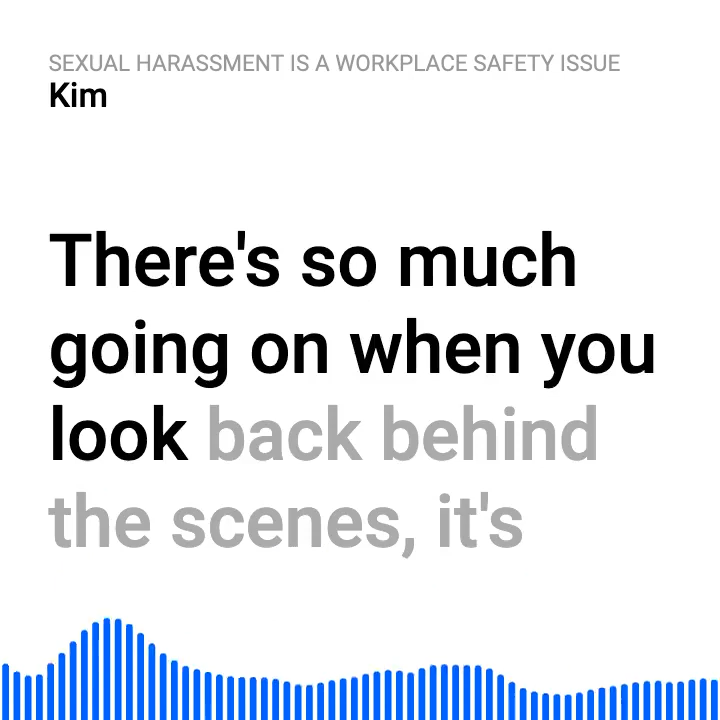 SEXUAL HARASSMENT IS A WORKPLACE SAFETY ISSUE
Kim
There's so much
going on when you
look back behind
the scenes, it's